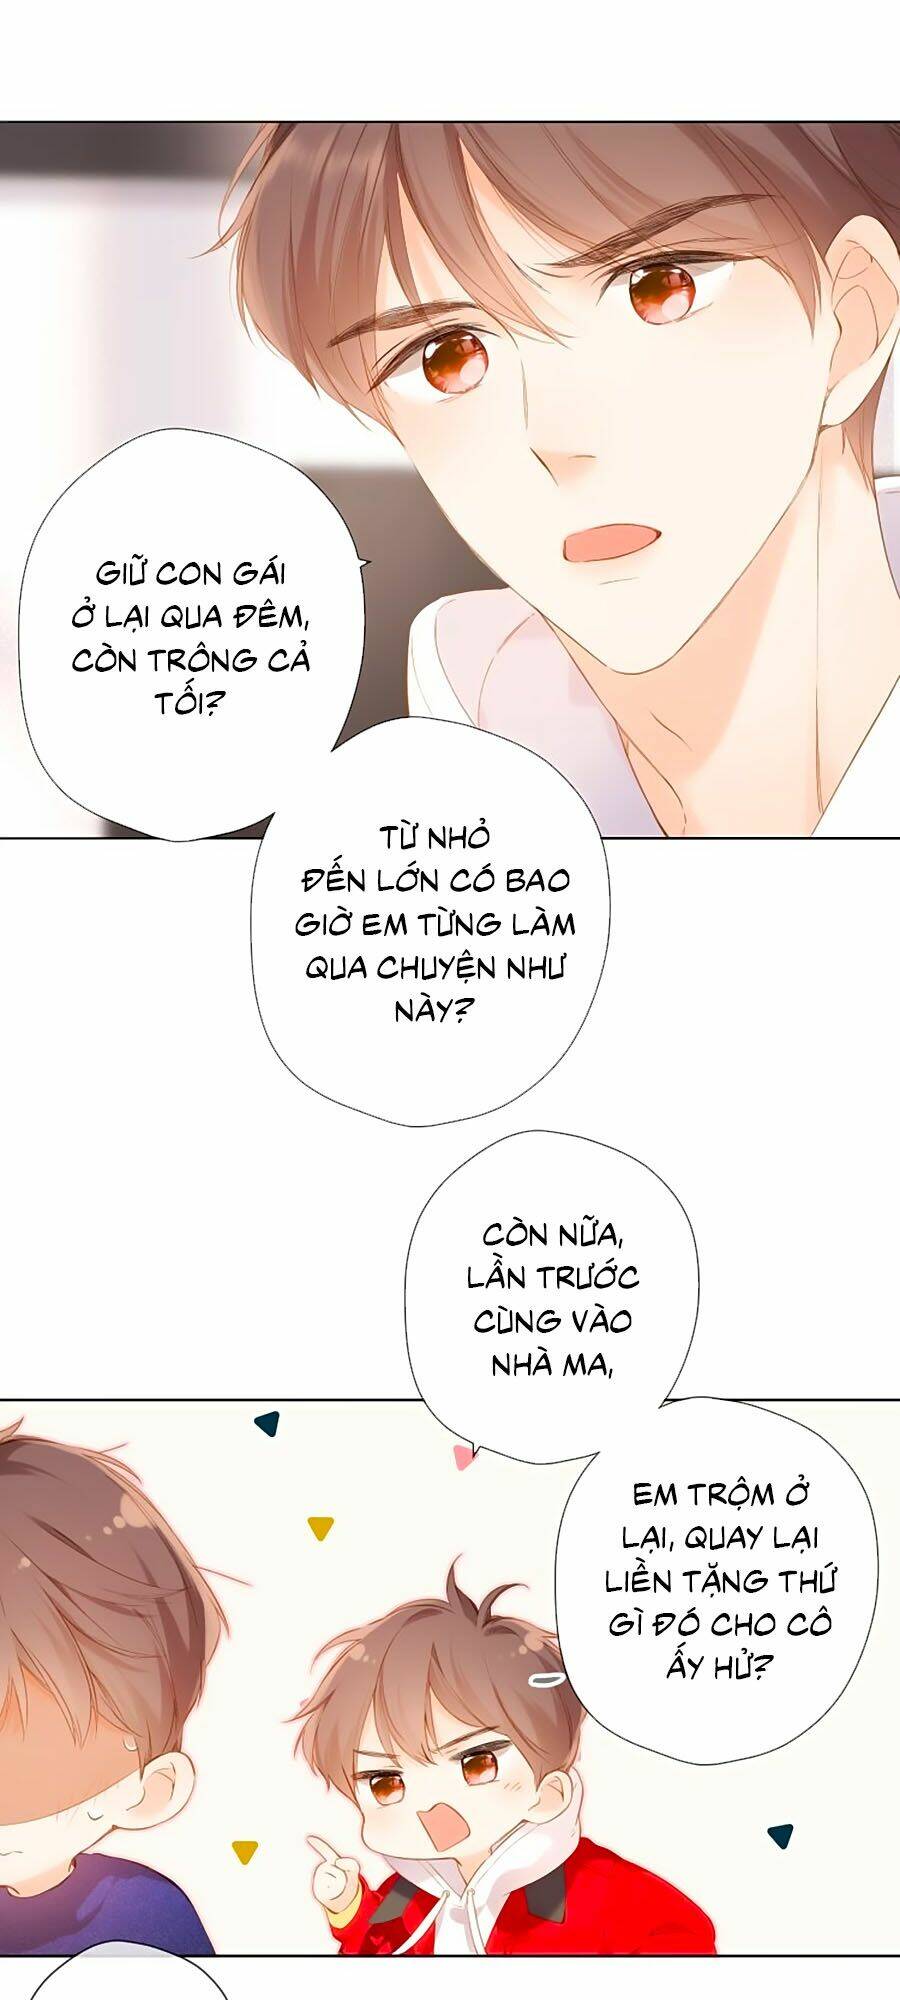 GIỮ CON GÁI
Ở LẠI QUA ĐÊM,
CÒN TRÔNG CẢ
TỐI?
TỪ NHỎ
ĐẾN LỚN CÓ BAO
GIỜ EM TỪNG LÀM
QUA CHUYỆN NHƯ
NÀY?
CÒN NỮA,
LẦN TRƯỚC
CÙNG VÀO
NHÀ MA,
EM TRỘM Ở
LẠI, QUAY LẠI
LIỀN TẶNG THỨ
GÌ ĐÓ CHO CÔ
ẤY HỬ?